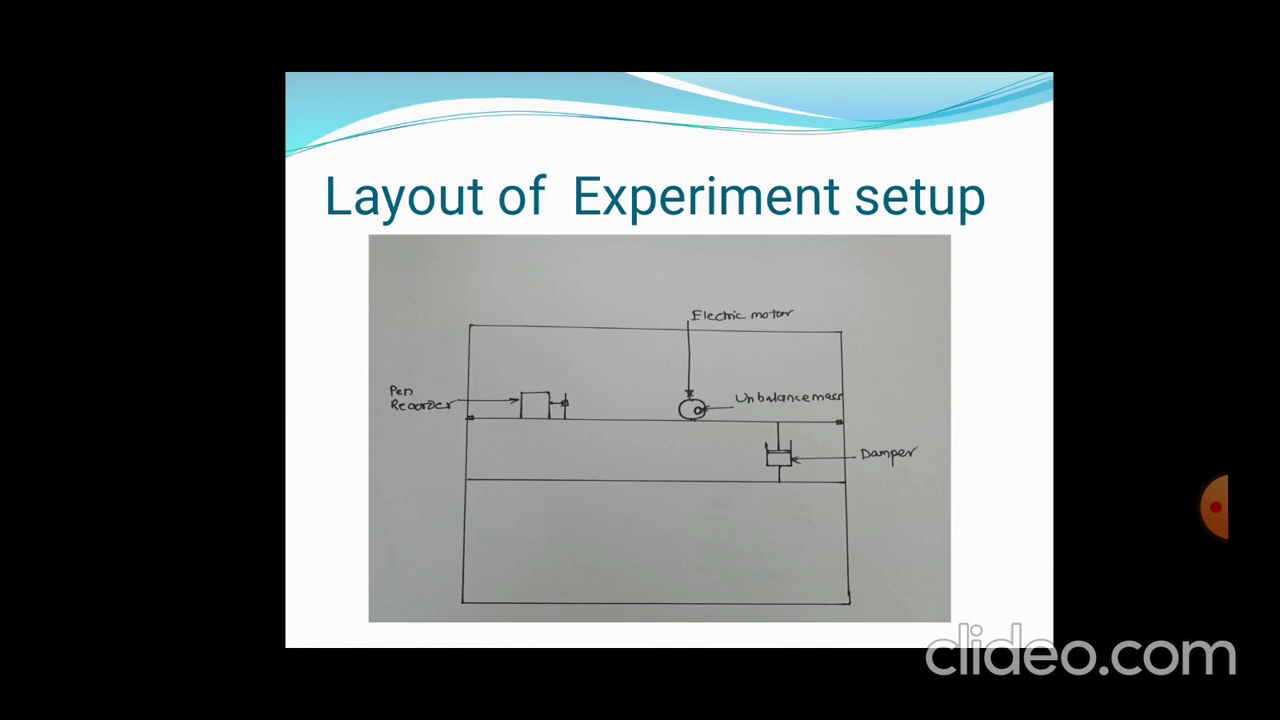 Layout of Experiment setup
Electric motor
Pen
Recorder
Unbalance mass
Damper
clideo.com